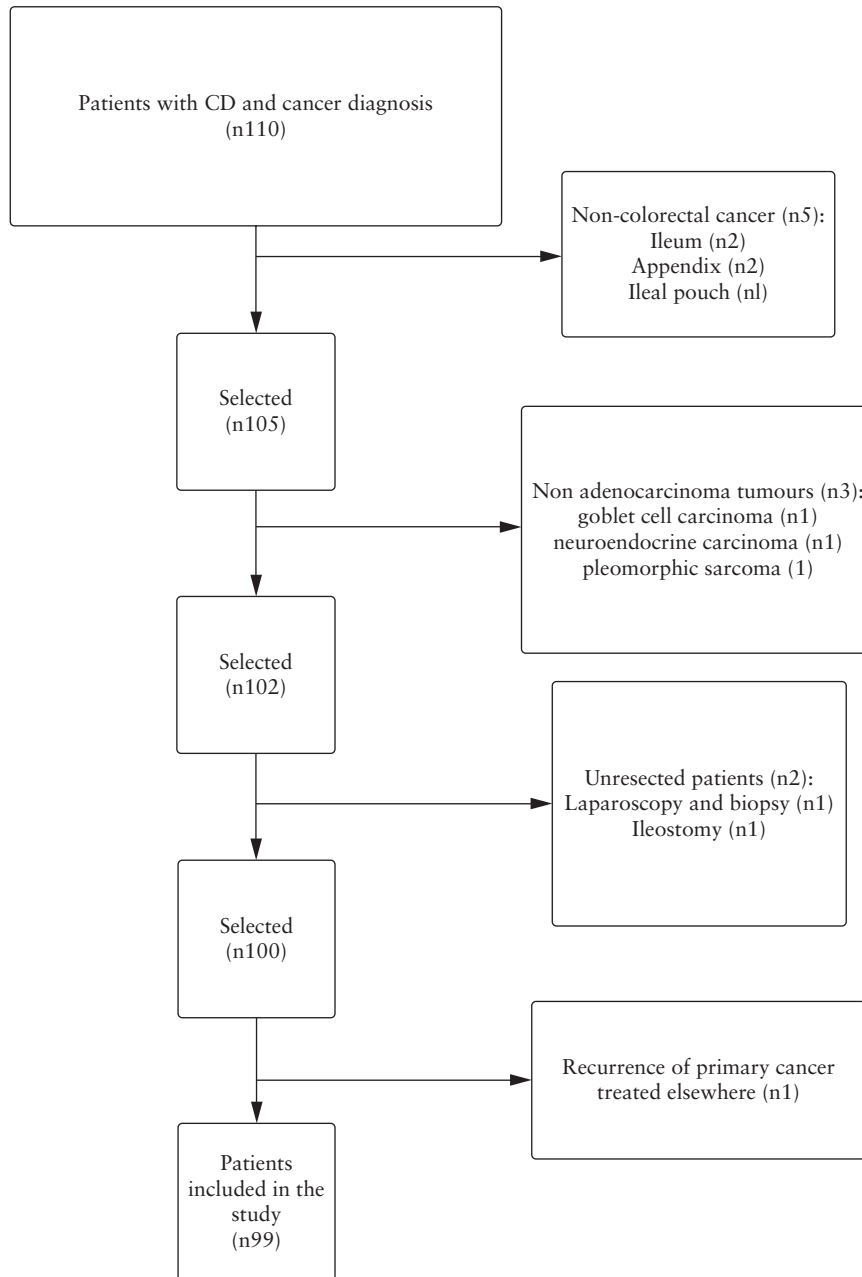 Patients with CD and cancer diagnosis
(n110)
Non-colorectal cancer (n5):
Ileum (n2)
Appendix (n2)
Ileal pouch (nl)
Selected
(n105)
Non adenocarcinoma tumours (n3):
goblet cell carcinoma (n1)
neuroendocrine carcinoma (n1)
pleomorphic sarcoma (1)
Selected
(n102)
Unresected patients (n2):
Laparoscopy and biopsy (n1)
Ileostomy (n1)
Selected
(n100)
Recurrence of primary cancer
treated elsewhere (n1)
Patients
included in the
study
(n99)